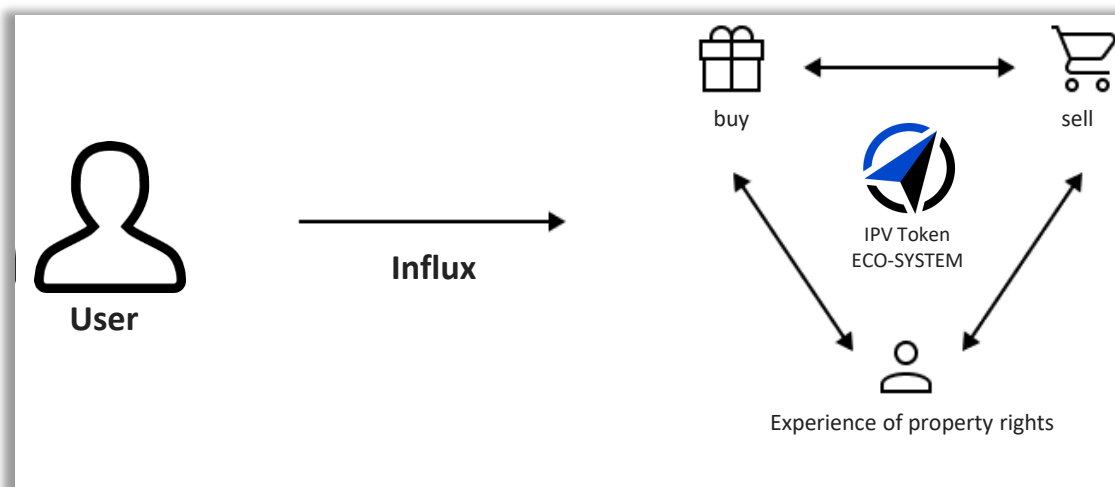 buy
sell
IPV Token
ECO-SYSTEM
Influx
User
Experience of property rights